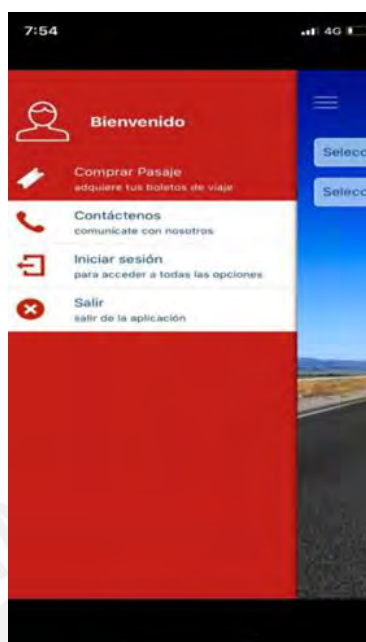 7:54
4G
Bienvenido
Comprar Pasaje
adquiere tus boletos de viaje
Selecc
Selecc
Contáctenos
comunícate con nosotros
Iniciar sesión
para acceder a todas las opciones
Salir
salir de la aplicación